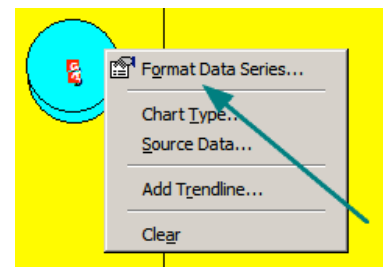 Format Data Series...
Chart Type...
Source Data...
Add Trendline...
Clear